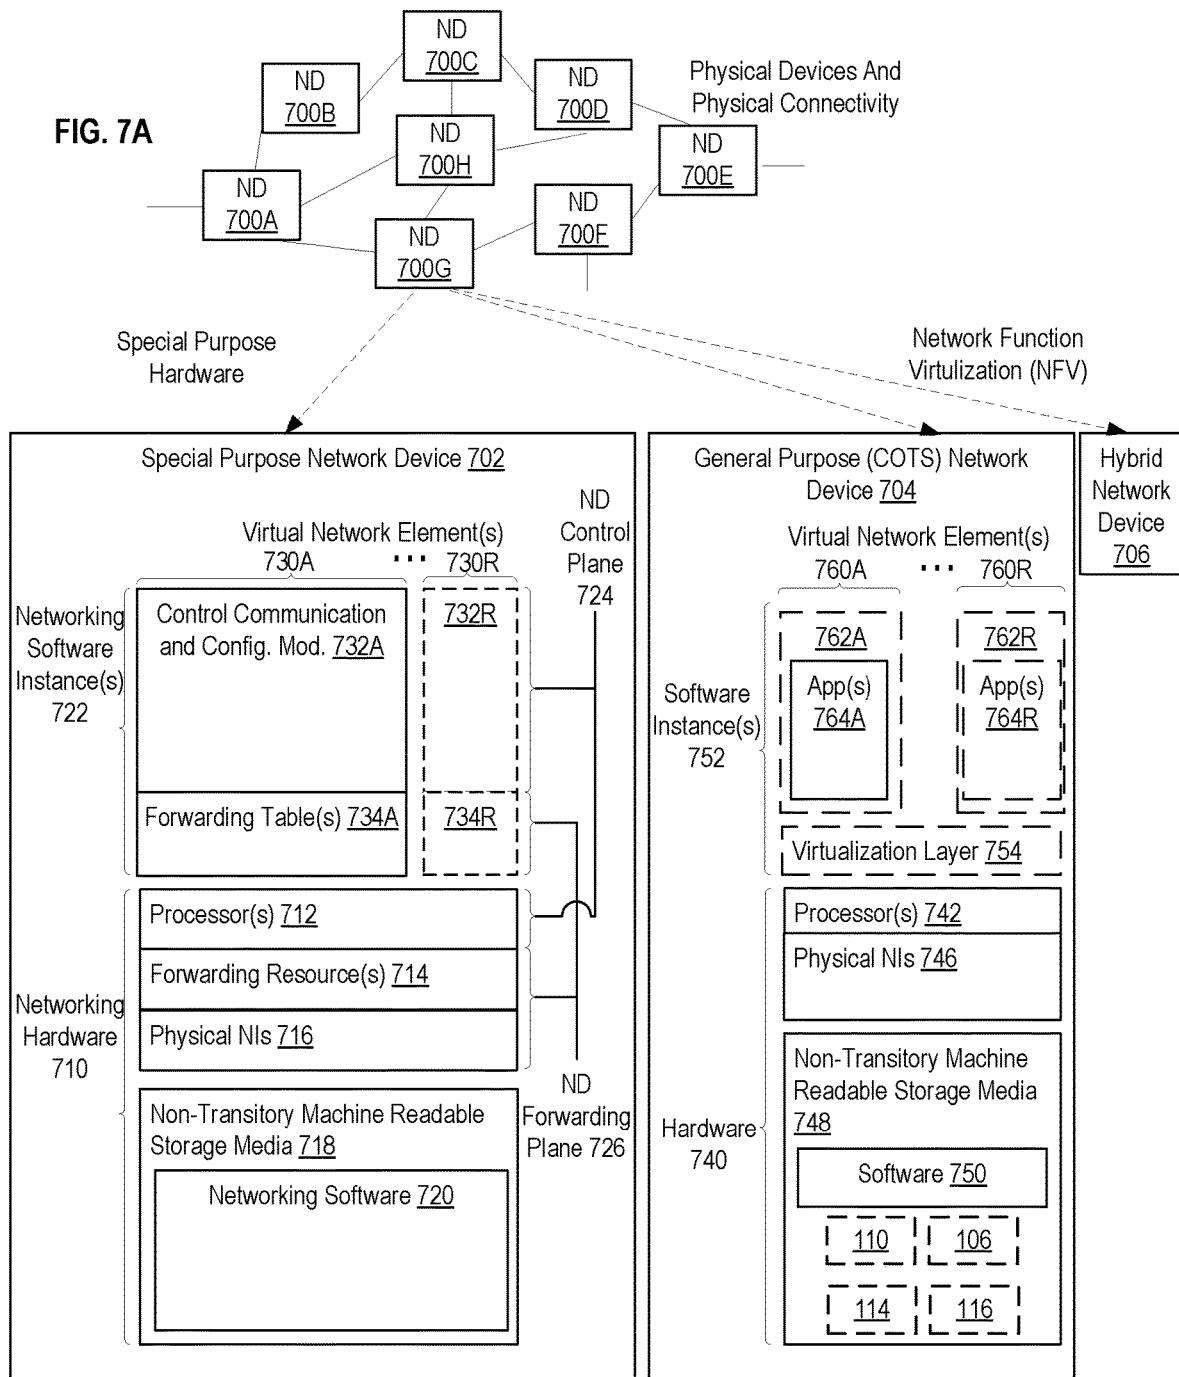 FIG. 7A
ND
700C
ND
700B
ND
700D
Physical Devices And
Physical Connectivity
ND
700H
ND
700E
ND
700A
ND
700F
ND
700G
Special Purpose
Hardware
Network Function
Virtulization (NFV)
Special Purpose Network Device 702
ND
Control
Plane
724
Virtual Network Element(s)
730A
...
730R
Networking
Software
Instance(s)
722
Control Communication
and Config. Mod. 732A
732R
Forwarding Table(s) 734A
734R
Networking
Hardware
710
Processor(s) 712
Forwarding Resource(s) 714
Physical NIs 716
ND
Forwarding
Plane 726
Non-Transitory Machine Readable
Storage Media 718
Networking Software 720
General Purpose (COTS) Network
Device 704
Virtual Network Element(s)
760A
...
760R
Software
Instance(s)
752
762A
App(s)
764A
762R
App(s)
764R
Virtualization Layer 754
Hardware
740
Processor(s) 742
Physical NIs 746
Non-Transitory Machine
Readable Storage Media
748
Software 750
110
106
114
116
Hybrid
Network
Device
706